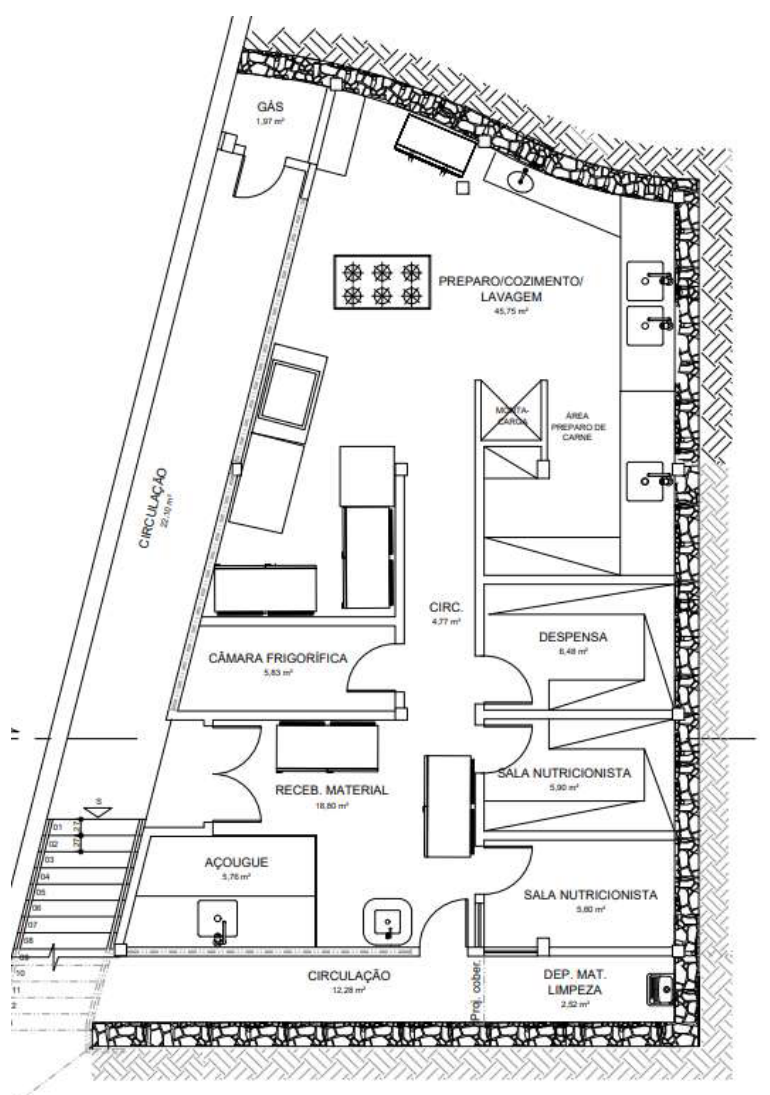 GÁS
1,97 m²
PREPARO/COZIMENTO/
LAVAGEM
45,75 m²
MONTA-
CARGA
ÁREA
PREPARO DE
CARNE
CIRCULAÇÃO
22,10 m²
CIRC.
4,77 m²
DESPENSA
6,48 m²
CÂMARA FRIGORÍFICA
5,83 m²
RECEB. MATERIAL
18,80 m²
SALA NUTRICIONISTA
5,90 m²
S
01
02
03
04
05
06
07
08
09
10
11
27
27
AÇOUGUE
5,76 m²
SALA NUTRICIONISTA
5,60 m²
CIRCULAÇÃO
12,28 m²
Proj. cober.
DEP. MAT.
LIMPEZA
2,52 m²